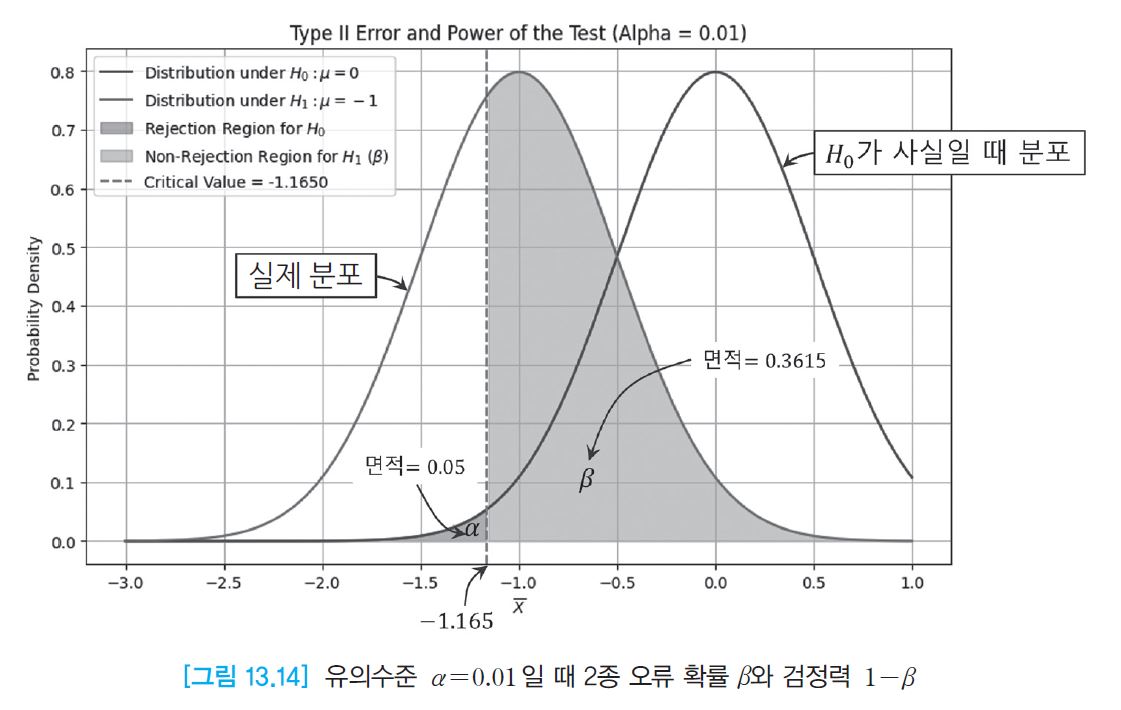 Type II Error and Power of the Test (Alpha = 0.01)
Distribution under H₀ : μ = 0
Distribution under H₁ : μ = −1
Rejection Region for H₀
Non-Rejection Region for H₁ (β)
Critical Value = -1.1650
H₀가 사실일 때 분포
실제 분포
면적= 0.3615
면적= 0.05
β
α
Probability Density
0.8
0.7
0.6
0.5
0.4
0.3
0.2
0.1
0.0
−3.0 −2.5 −2.0 −1.5 −1.0 −0.5 0.0 0.5 1.0
x̅
−1.165
[그림 13.14] 유의수준 α=0.01일 때 2종 오류 확률 β와 검정력 1−β